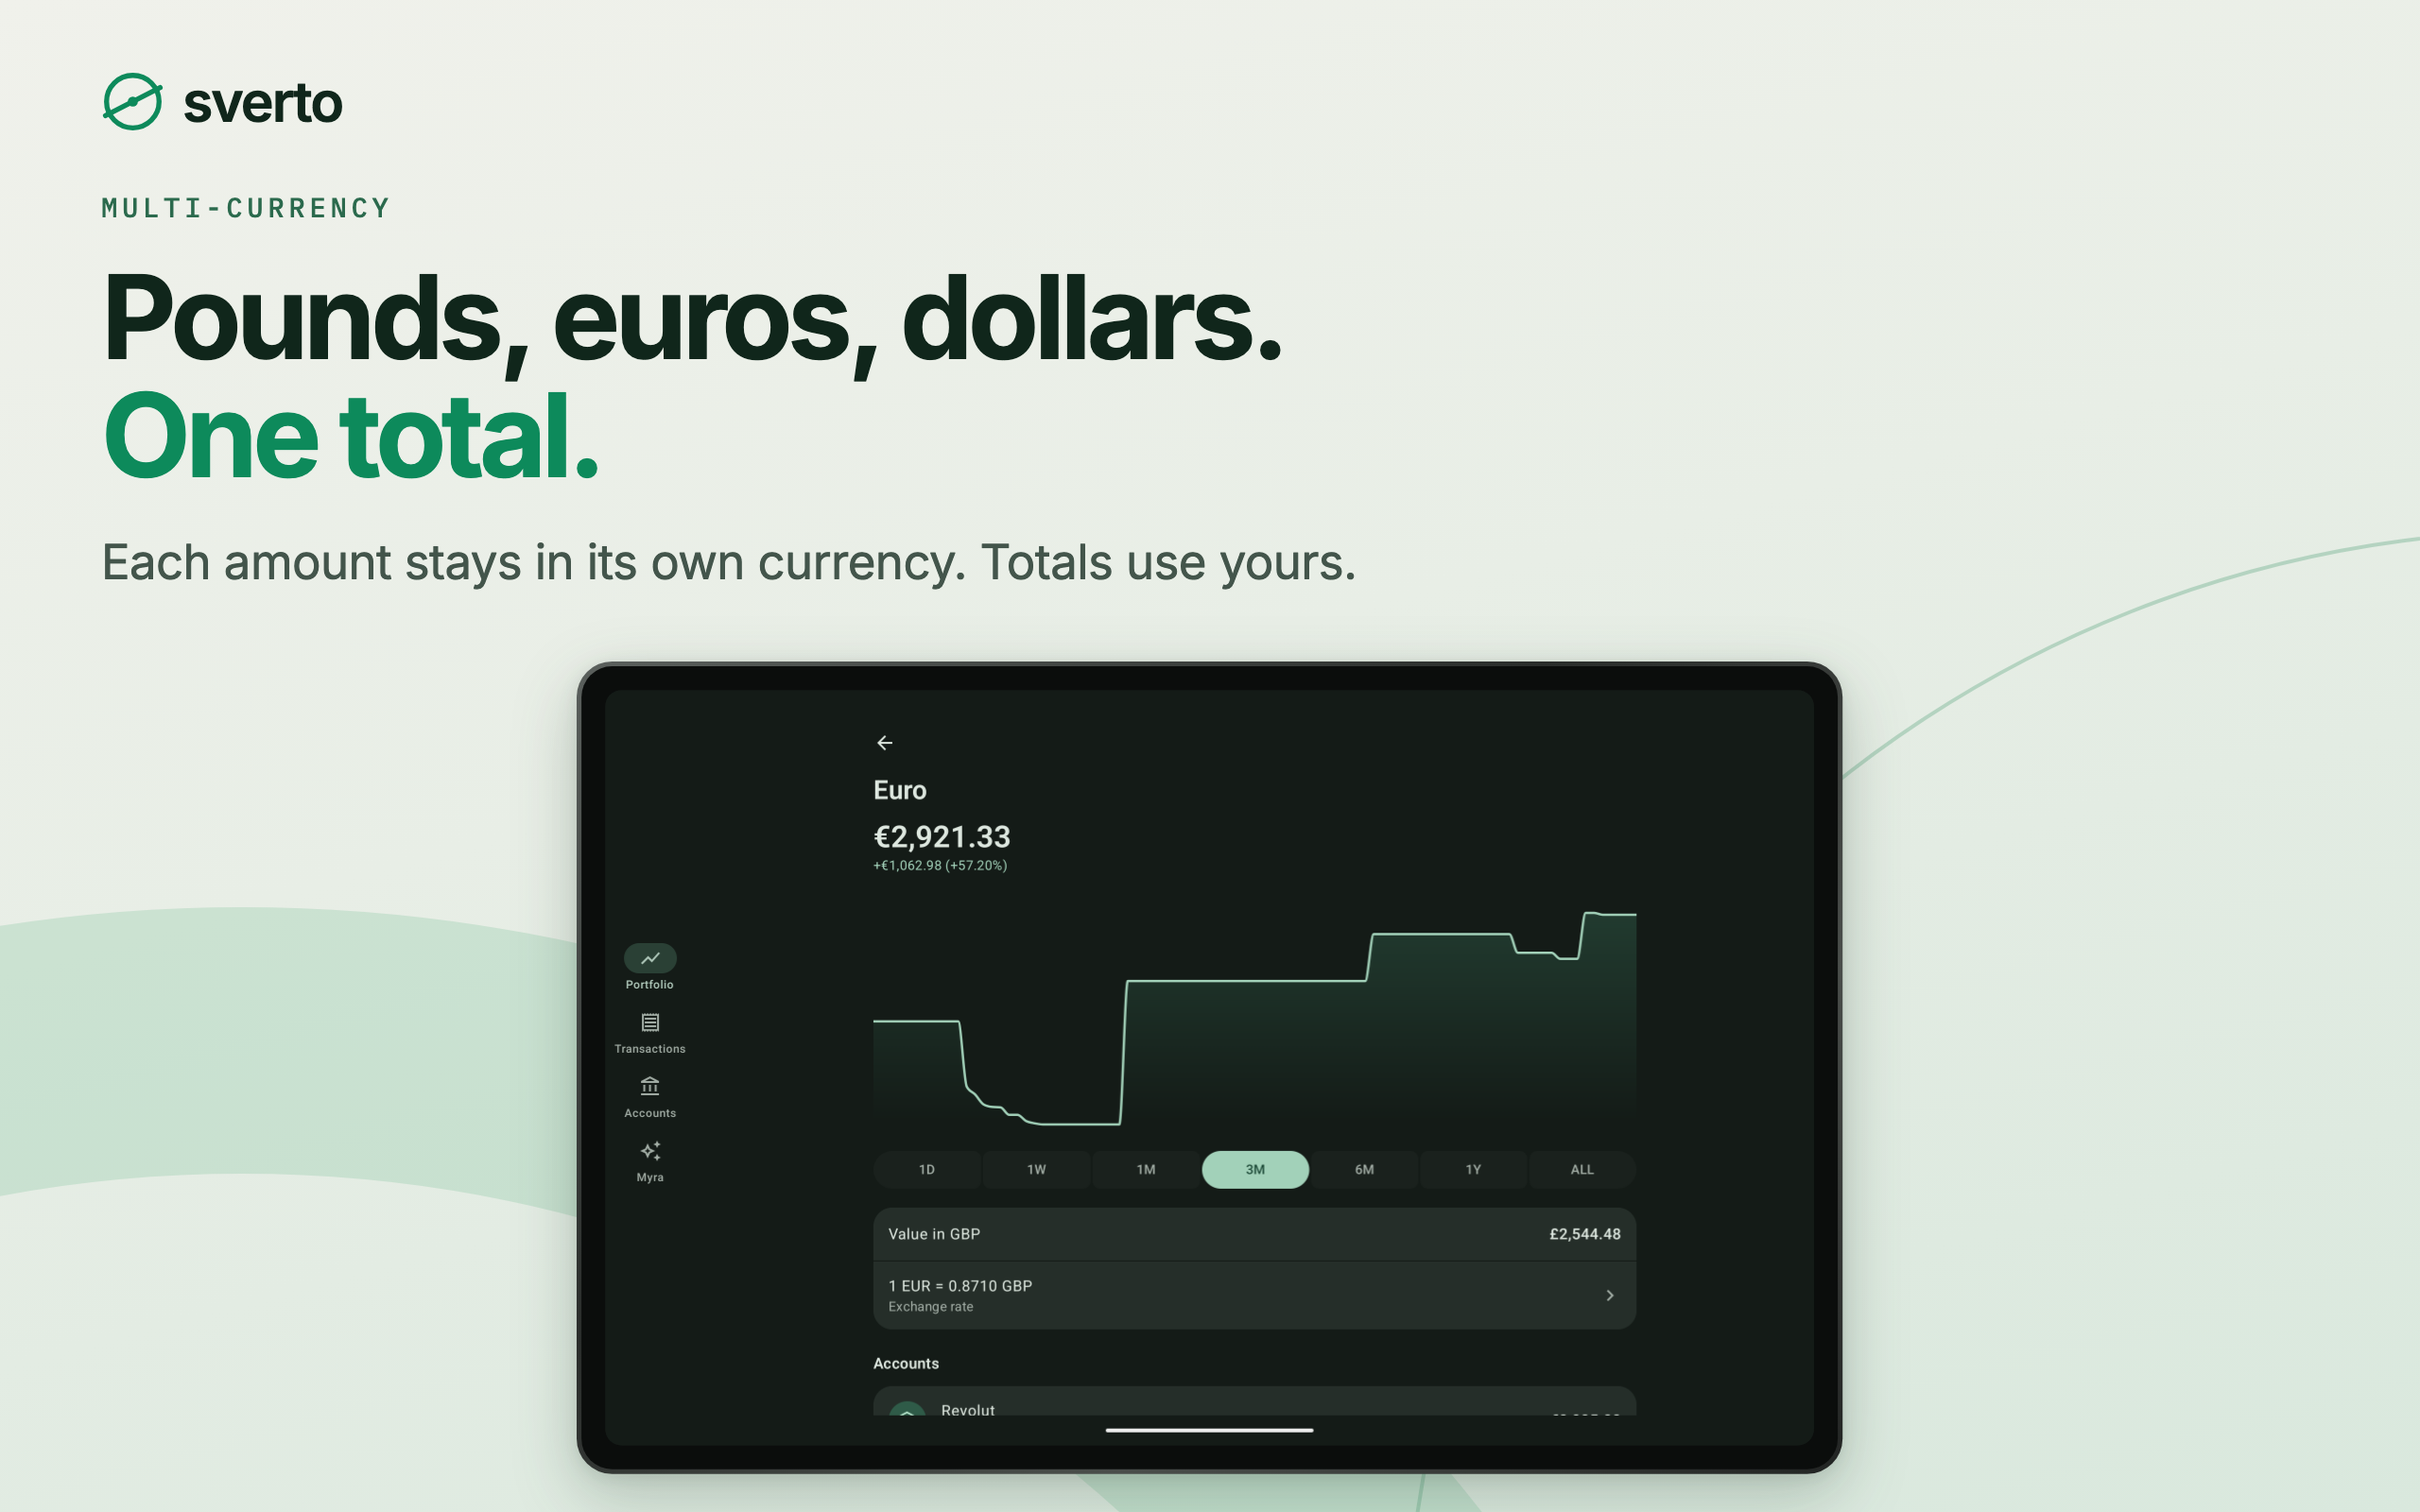 sverto
MULTI-CURRENCY
Pounds, euros, dollars.
One total.
Each amount stays in its own currency. Totals use yours.
Euro
€2,921.33
+€1,062.98 (+57.20%)
Portfolio
Transactions
Accounts
Myra
1D 1W 1M 3M 6M 1Y ALL
Value in GBP £2,544.48
1 EUR = 0.8710 GBP
Exchange rate
Accounts
Revolut